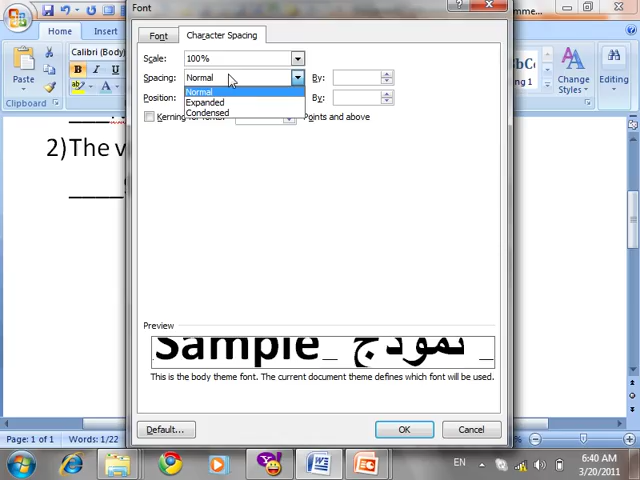 Font
mme...
Home
Insert
Font
Character Spacing
Scale:
100%
Spacing:
Normal
By:
Normal
Expanded
Condensed
Position:
By:
Points and above
Paste
Clipboard
Calibri (Body)
B
I
Change
Styles
Editing
2)The v
Preview
Sample نموذج
This is the body theme font. The current document theme defines which font will be used.
Default...
OK
Cancel
Page: 1 of 1
Words: 1/22
EN
6:40 AM
3/20/2011